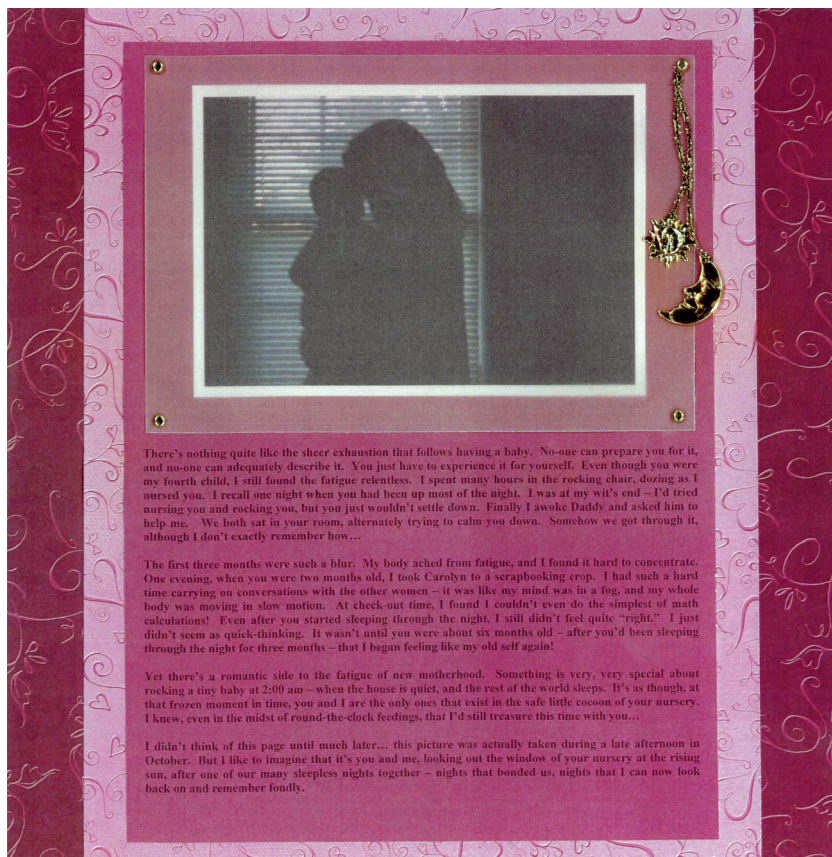 There's nothing quite like the sheer exhaustion that follows having a baby.  No-one can prepare you for it,
and no-one can adequately describe it.  You just have to experience it for yourself.  Even though you were
my fourth child, I still found the fatigue relentless.  I spent many hours in the rocking chair, dozing as I
nursed you.  I recall one night when you had been up most of the night.  I was at my wit's end – I'd tried
nursing you and rocking you, but you just wouldn't settle down.  Finally I awoke Daddy and asked him to
help me.   We both sat in your room, alternately trying to calm you down.  Somehow we got through it,
although I don't exactly remember how…
The first three months were such a blur.  My body ached from fatigue, and I found it hard to concentrate.
One evening, when you were two months old, I took Carolyn to a scrapbooking crop.  I had such a hard
time carrying on conversations with the other women – it was like my mind was in a fog, and my whole
body was moving in slow motion.  At check-out time, I found I couldn't even do the simplest of math
calculations!  Even after you started sleeping through the night, I still didn't feel quite "right."  I just
didn't seem as quick-thinking.  It wasn't until you were about six months old – after you'd been sleeping
through the night for three months – that I began feeling like my old self again!
Yet there's a romantic side to the fatigue of new motherhood.  Something is very, very special about
rocking a tiny baby at 2:00 am – when the house is quiet, and the rest of the world sleeps.  It's as though, at
that frozen moment in time, you and I are the only ones that exist in the safe little cocoon of your nursery.
I knew, even in the midst of round-the-clock feedings, that I'd still treasure this time with you…
I didn't think of this page until much later… this picture was actually taken during a late afternoon in
October.  But i like to imagine that it's you and me, looking out the window of your nursery at the rising
sun, after one of our many sleepless nights together – nights that bonded us, nights that I can now look
back on and remember fondly.